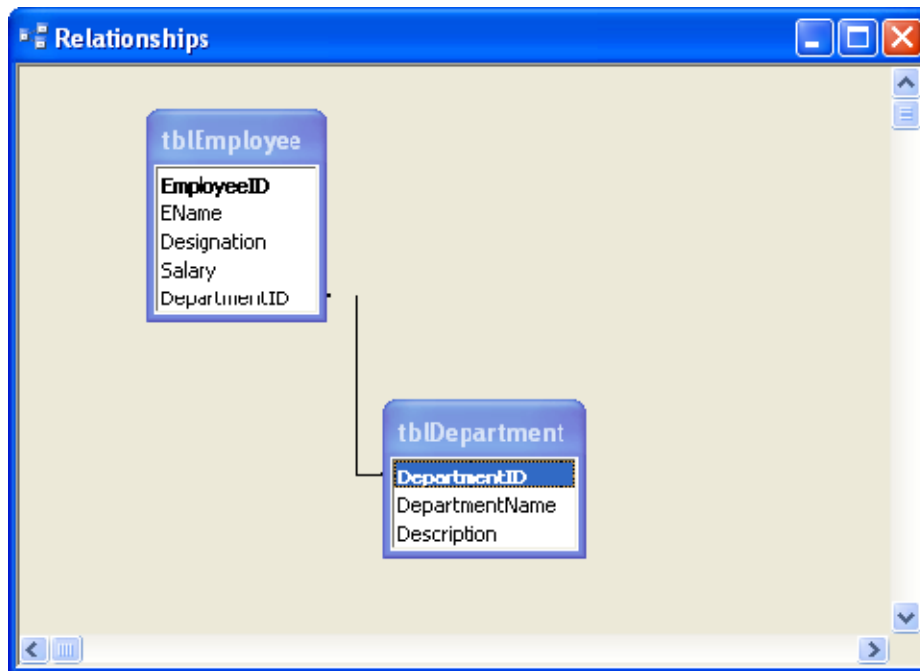 Relationships
tblEmployee
EmployeeID
EName
Designation
Salary
DepartmentID
tblDepartment
DepartmentID
DepartmentName
Description